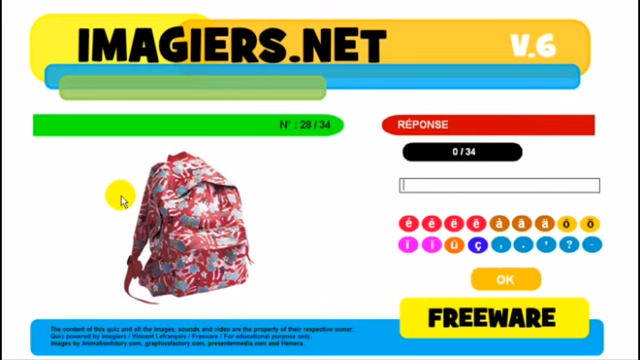 IMAGIERS.NET
V.6
N° : 28 / 34
RÉPONSE
0 / 34
OK
FREEWARE
The content of this quiz and all the images, sounds and video are the property of their respective owner.
Quiz powered by Imagiers / Vincent Lefrançois / Freeware / For educational purpose only.
Images by Animationfstory.com, graphicsfactory.com, presentermedia.com and Hemera.